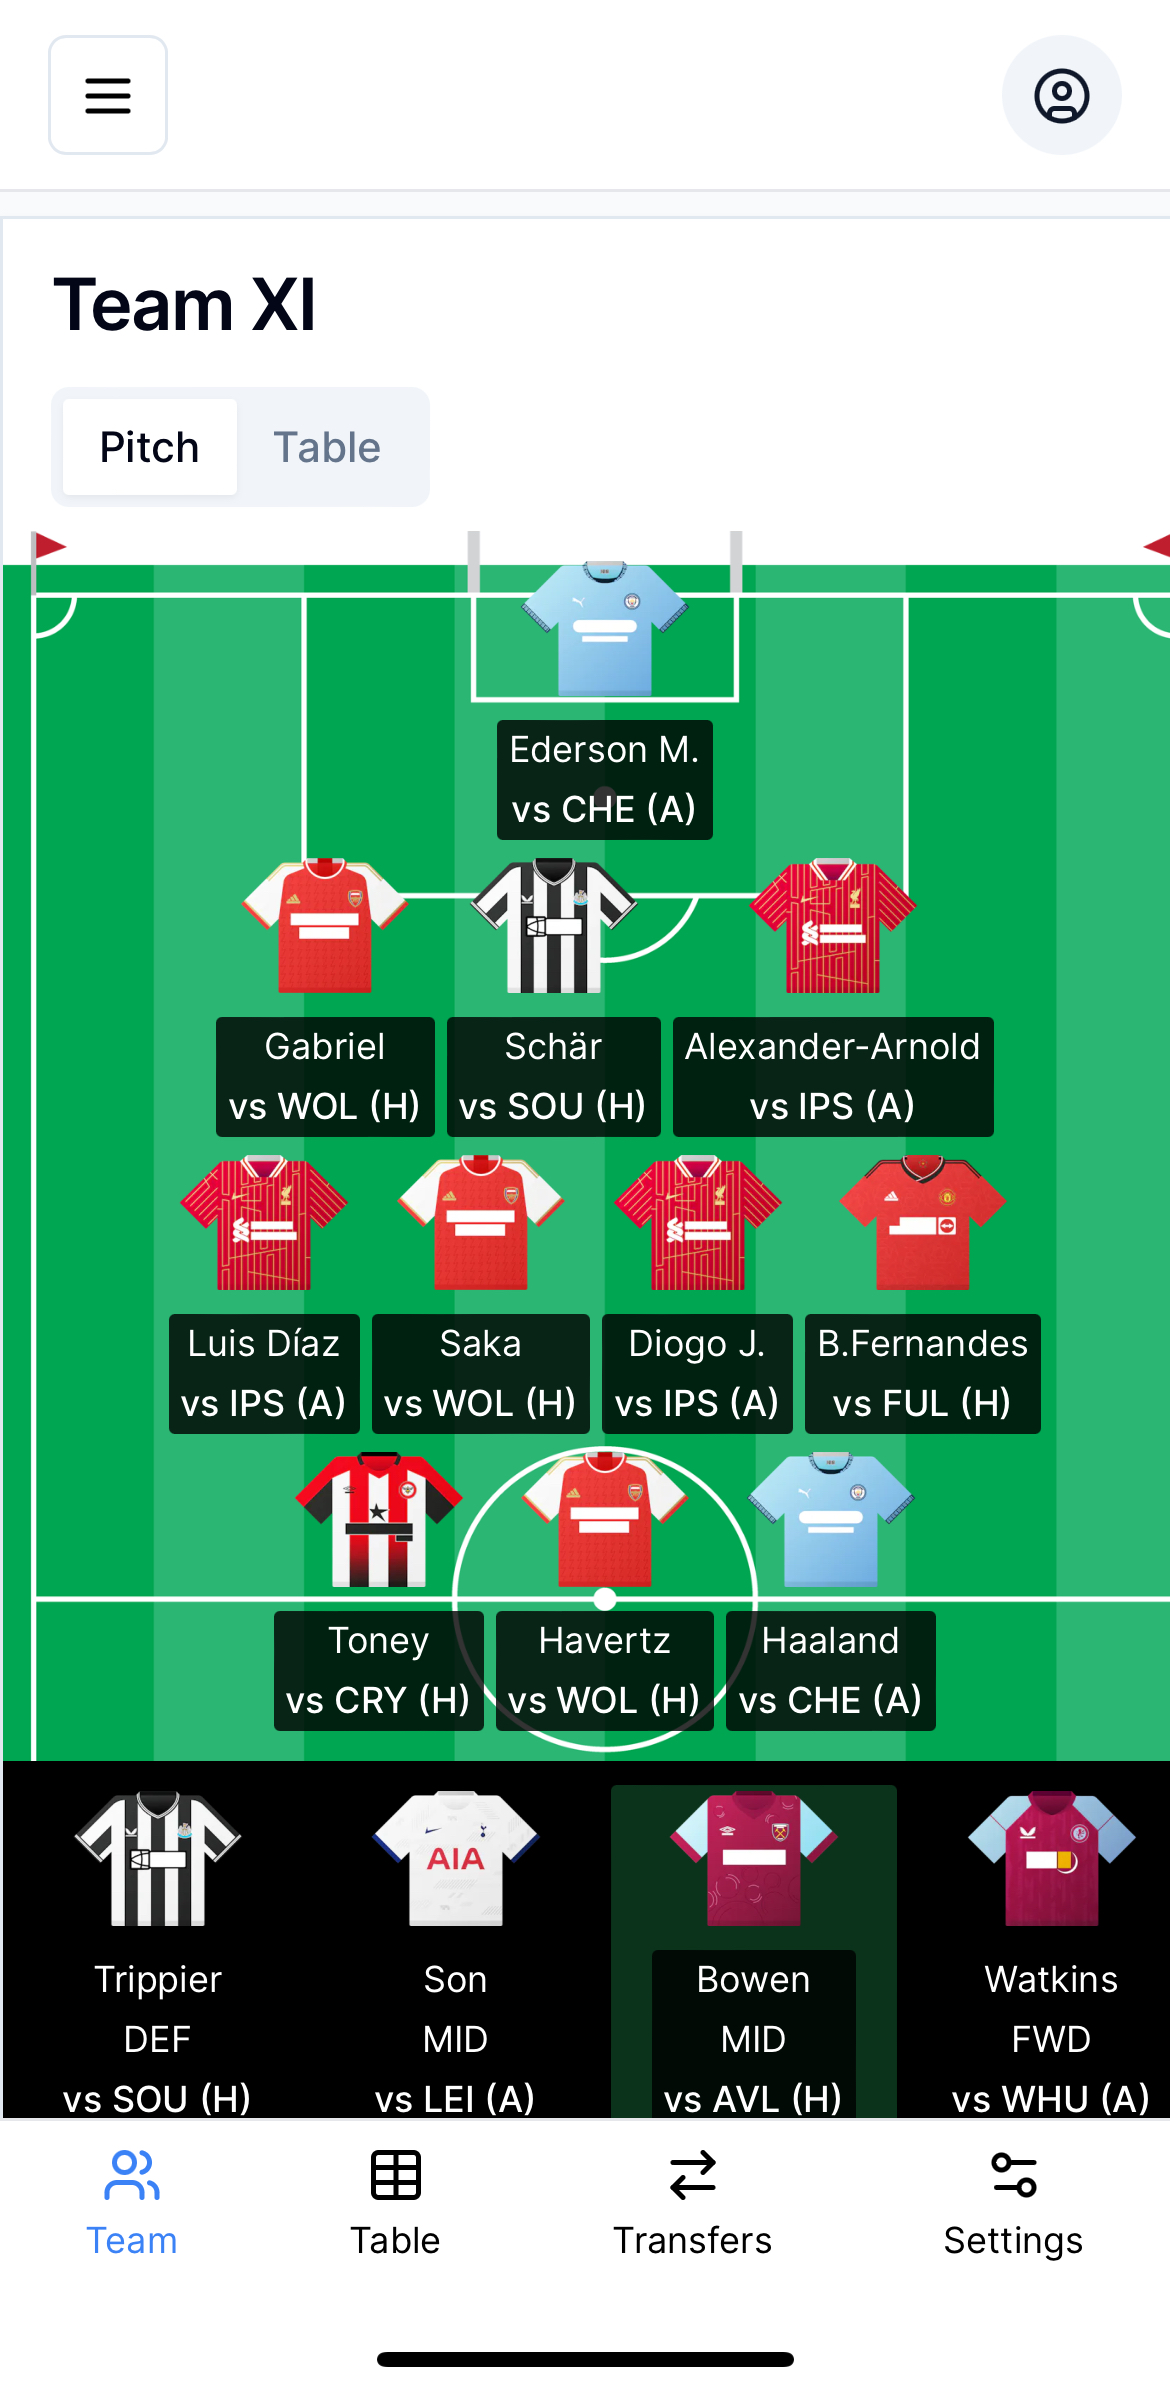 Team XI
Pitch Table
Ederson M.
vs CHE (A)
Gabriel Schär Alexander-Arnold
vs WOL (H) vs SOU (H) vs IPS (A)
Luis Díaz Saka Diogo J. B.Fernandes
vs IPS (A) vs WOL (H) vs IPS (A) vs FUL (H)
Toney Havertz Haaland
vs CRY (H) vs WOL (H) vs CHE (A)
AIA
Trippier Son Bowen Watkins
DEF MID MID FWD
vs SOU (H) vs LEI (A) vs AVL (H) vs WHU (A)
Team Table Transfers Settings